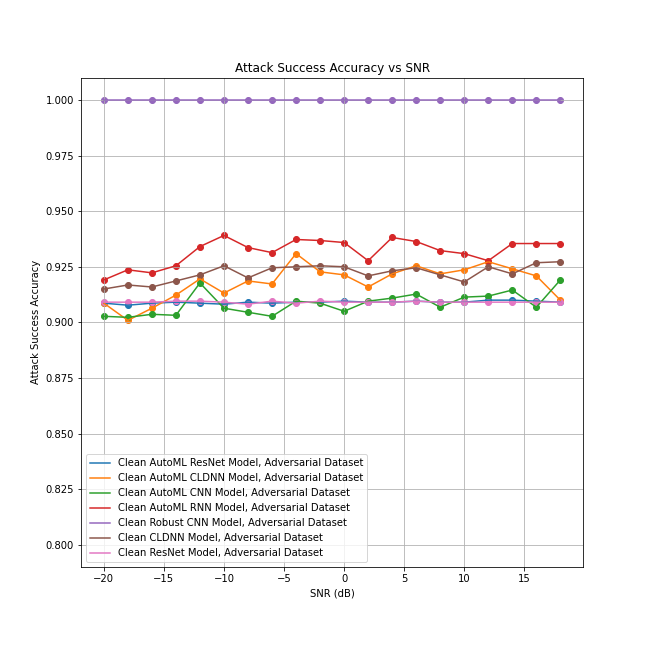 Attack Success Accuracy vs SNR
Attack Success Accuracy
1.000
0.975
0.950
0.925
0.900
0.875
0.850
0.825
0.800
Clean AutoML ResNet Model, Adversarial Dataset
Clean AutoML CLDNN Model, Adversarial Dataset
Clean AutoML CNN Model, Adversarial Dataset
Clean AutoML RNN Model, Adversarial Dataset
Clean Robust CNN Model, Adversarial Dataset
Clean CLDNN Model, Adversarial Dataset
Clean ResNet Model, Adversarial Dataset
−20 −15 −10 −5 0 5 10 15
SNR (dB)